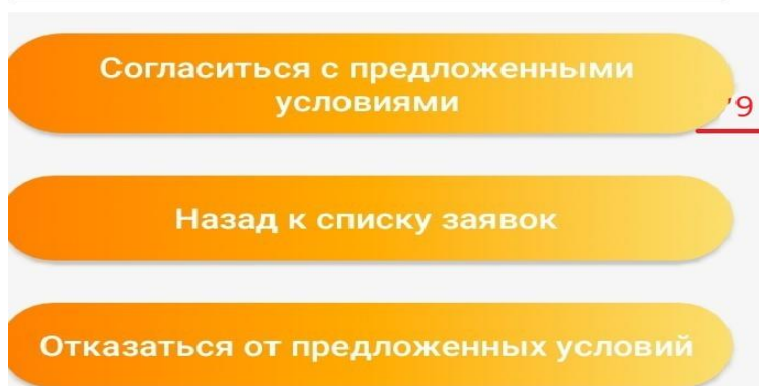 Согласиться с предложенными
условиями
Назад к списку заявок
Отказаться от предложенных условий